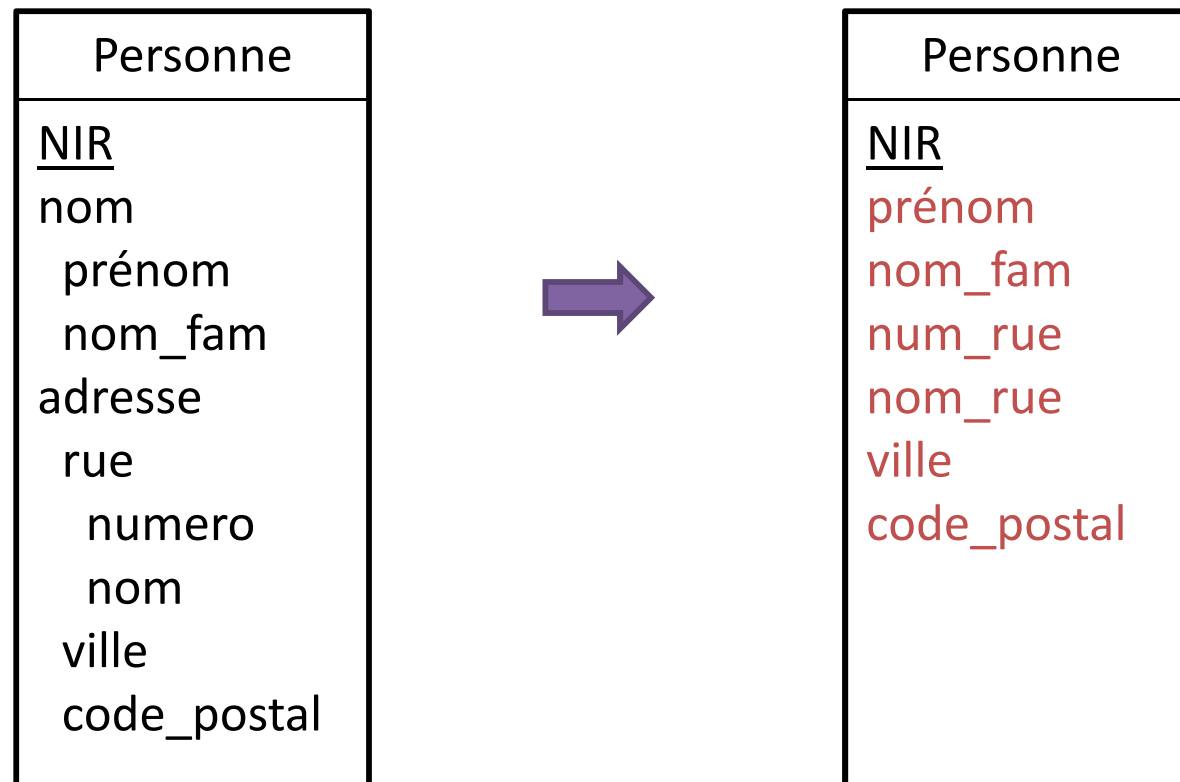 Personne
NIR
nom
prénom
nom_fam
adresse
rue
numero
nom
ville
code_postal
Personne
NIR
prénom
nom_fam
num_rue
nom_rue
ville
code_postal